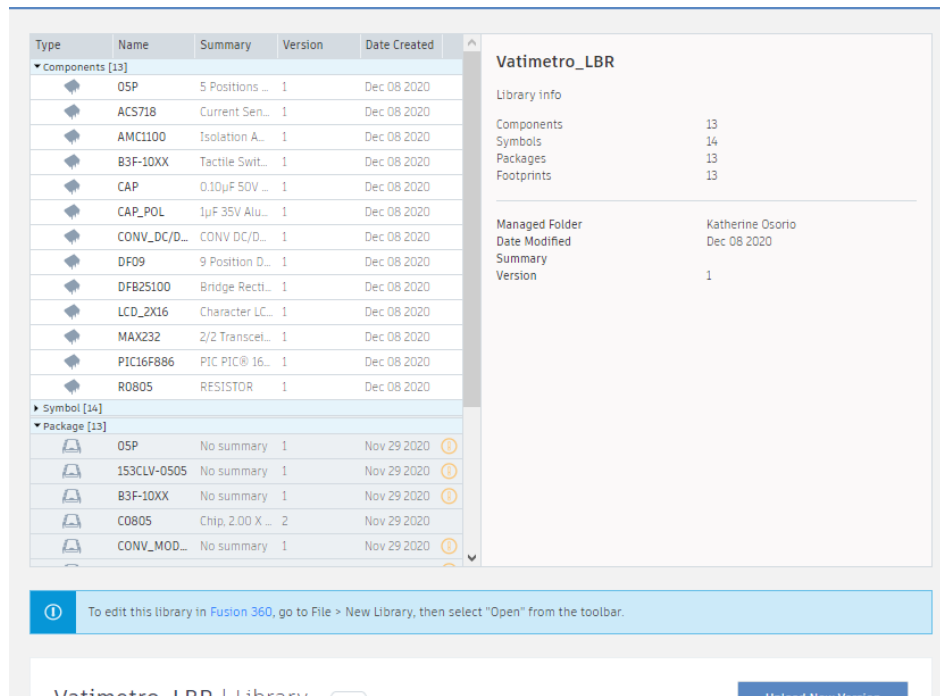 Type Name Summary Version Date Created
Components [13]
05P 5 Positions ... 1 Dec 08 2020
ACS718 Current Sen... 1 Dec 08 2020
AMC1100 Isolation A... 1 Dec 08 2020
B3F-10XX Tactile Swit... 1 Dec 08 2020
CAP 0.10µF 50V ... 1 Dec 08 2020
CAP_POL 1µF 35V Alu... 1 Dec 08 2020
CONV_DC/D... CONV DC/D... 1 Dec 08 2020
DF09 9 Position D... 1 Dec 08 2020
DFB25100 Bridge Recti... 1 Dec 08 2020
LCD_2X16 Character LC... 1 Dec 08 2020
MAX232 2/2 Transcei... 1 Dec 08 2020
PIC16F886 PIC PIC® 16... 1 Dec 08 2020
R0805 RESISTOR 1 Dec 08 2020
Symbol [14]
Package [13]
05P No summary 1 Nov 29 2020
153CLV-0505 No summary 1 Nov 29 2020
B3F-10XX No summary 1 Nov 29 2020
C0805 Chip, 2.00 X ... 2 Nov 29 2020
CONV_MOD... No summary 1 Nov 29 2020
Vatimetro_LBR
Library info
Components 13
Symbols 14
Packages 13
Footprints 13
Managed Folder Katherine Osorio
Date Modified Dec 08 2020
Summary
Version 1
To edit this library in Fusion 360, go to File > New Library, then select "Open" from the toolbar.
Vatimetro_LBR | Library
Upload New Version